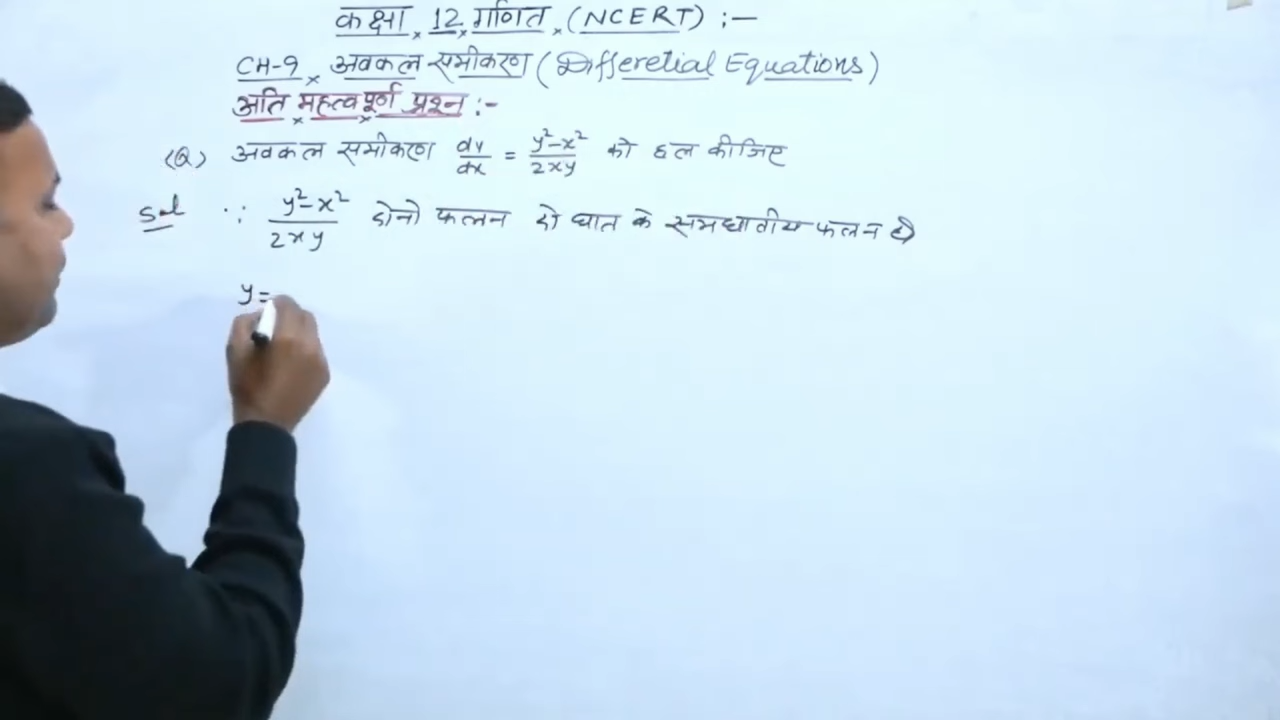 कक्षा 12 गणित (NCERT) :-
CH-9 अवकल समीकरण (Differetial Equations)
अति महत्वपूर्ण प्रश्न :-
(Q) अवकल समीकरण dy/dx = y²-x²/2xy को हल कीजिए
Sol ∵ y²-x²/2xy दोनो फलन दो घात के समघातीय फलन है
y=